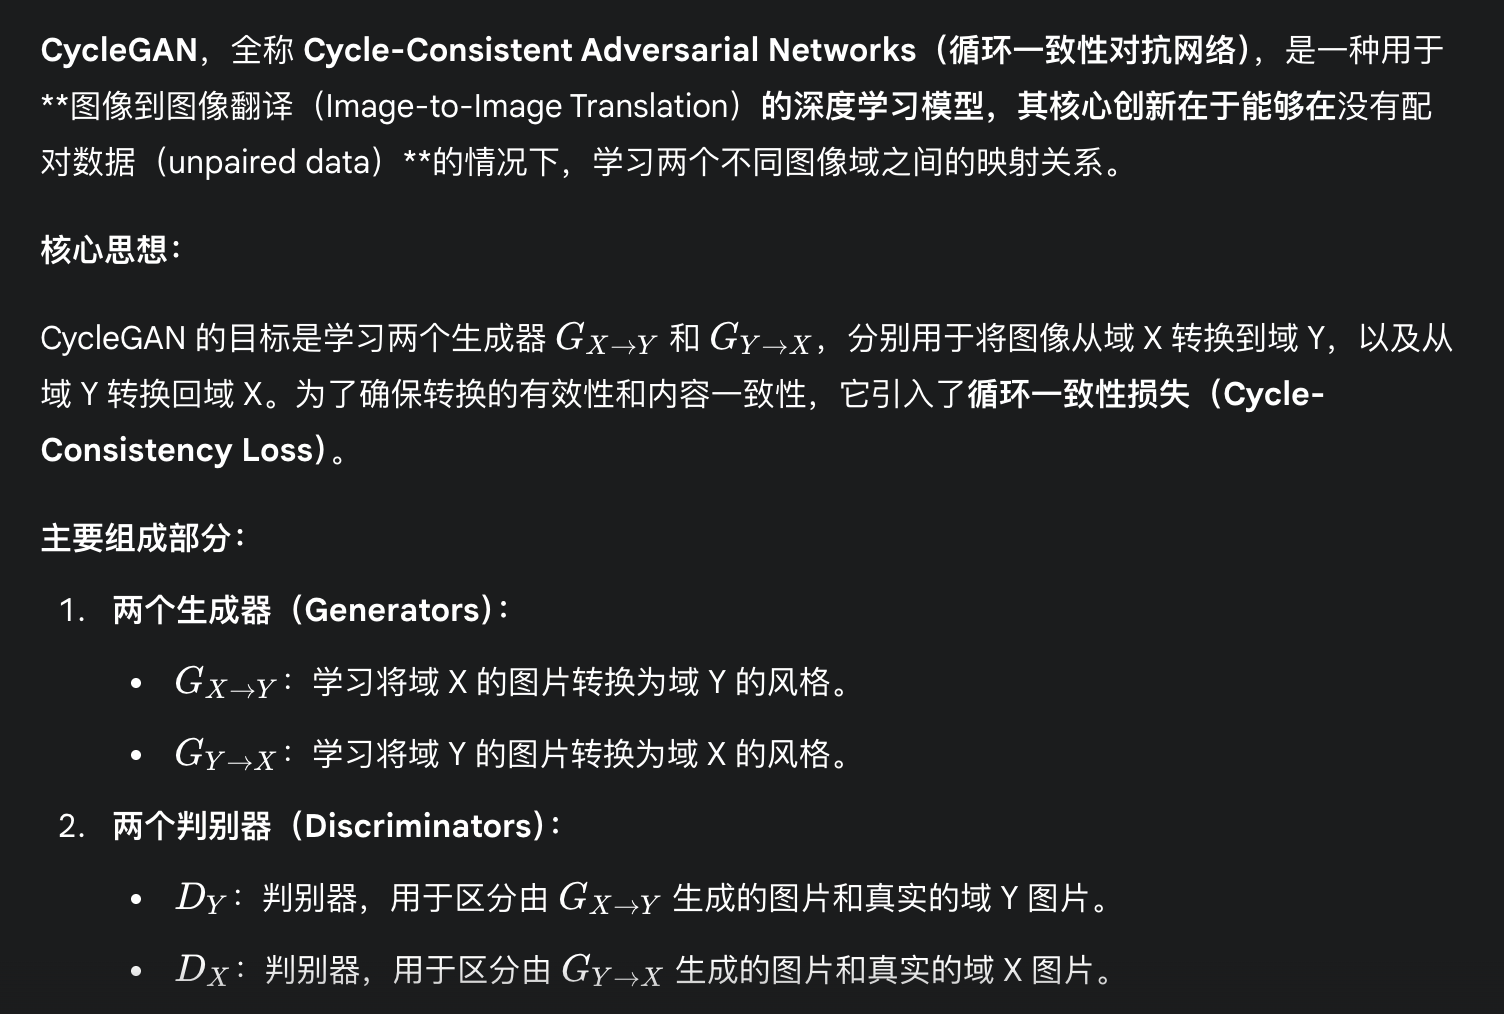 CycleGAN，全称 Cycle-Consistent Adversarial Networks（循环一致性对抗网络），是一种用于
**图像到图像翻译（Image-to-Image Translation）的深度学习模型，其核心创新在于能够在没有配
对数据（unpaired data）**的情况下，学习两个不同图像域之间的映射关系。
核心思想：
CycleGAN 的目标是学习两个生成器 G_{X→Y} 和 G_{Y→X}，分别用于将图像从域 X 转换到域 Y，以及从
域 Y 转换回域 X。为了确保转换的有效性和内容一致性，它引入了循环一致性损失（Cycle-
Consistency Loss）。
主要组成部分：
1. 两个生成器（Generators）：
• G_{X→Y}：学习将域 X 的图片转换为域 Y 的风格。
• G_{Y→X}：学习将域 Y 的图片转换为域 X 的风格。
2. 两个判别器（Discriminators）：
• D_Y：判别器，用于区分由 G_{X→Y} 生成的图片和真实的域 Y 图片。
• D_X：判别器，用于区分由 G_{Y→X} 生成的图片和真实的域 X 图片。